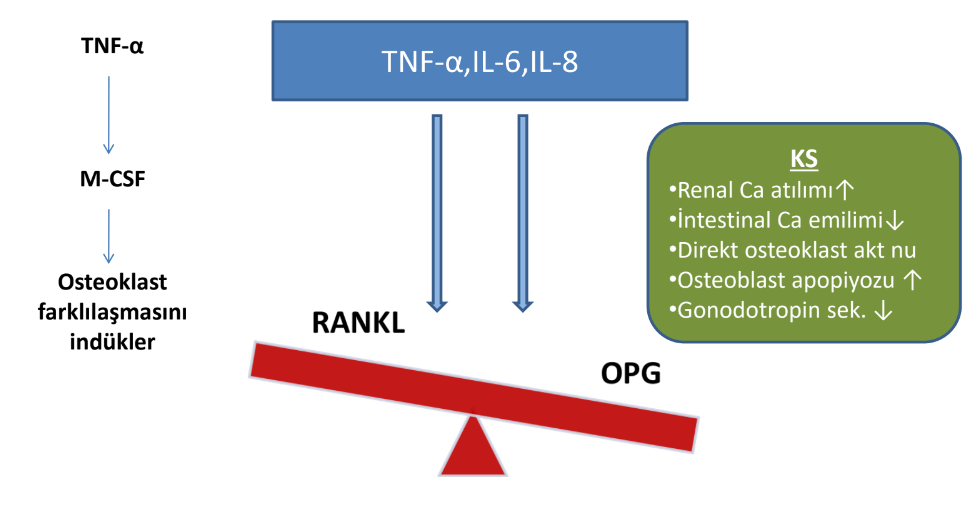 TNF-α
M-CSF
Osteoklast
farklılaşmasını
indükler
TNF-α,IL-6,IL-8
RANKL
OPG
KS
•Renal Ca atılımı↑
•İntestinal Ca emilimi↓
•Direkt osteoklast akt nu
•Osteoblast apopiyozu ↑
•Gonodotropin sek. ↓